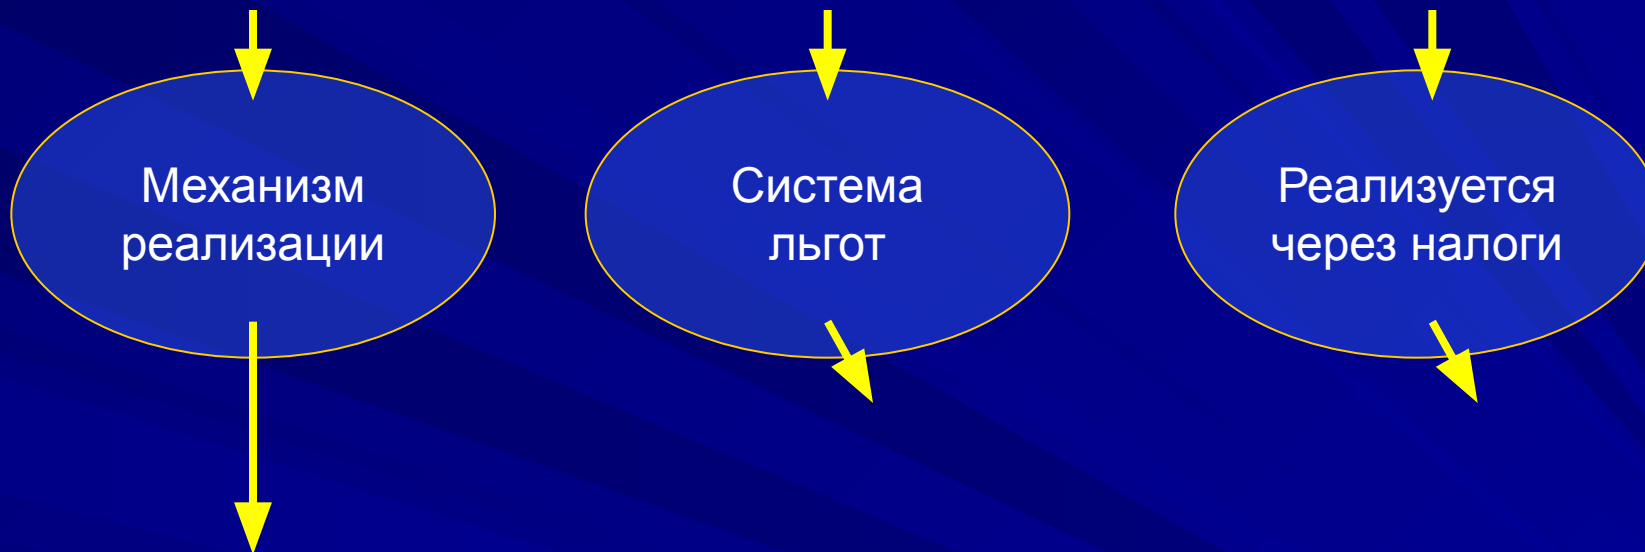 Механизм
реализации
Система
льгот
Реализуется
через налоги